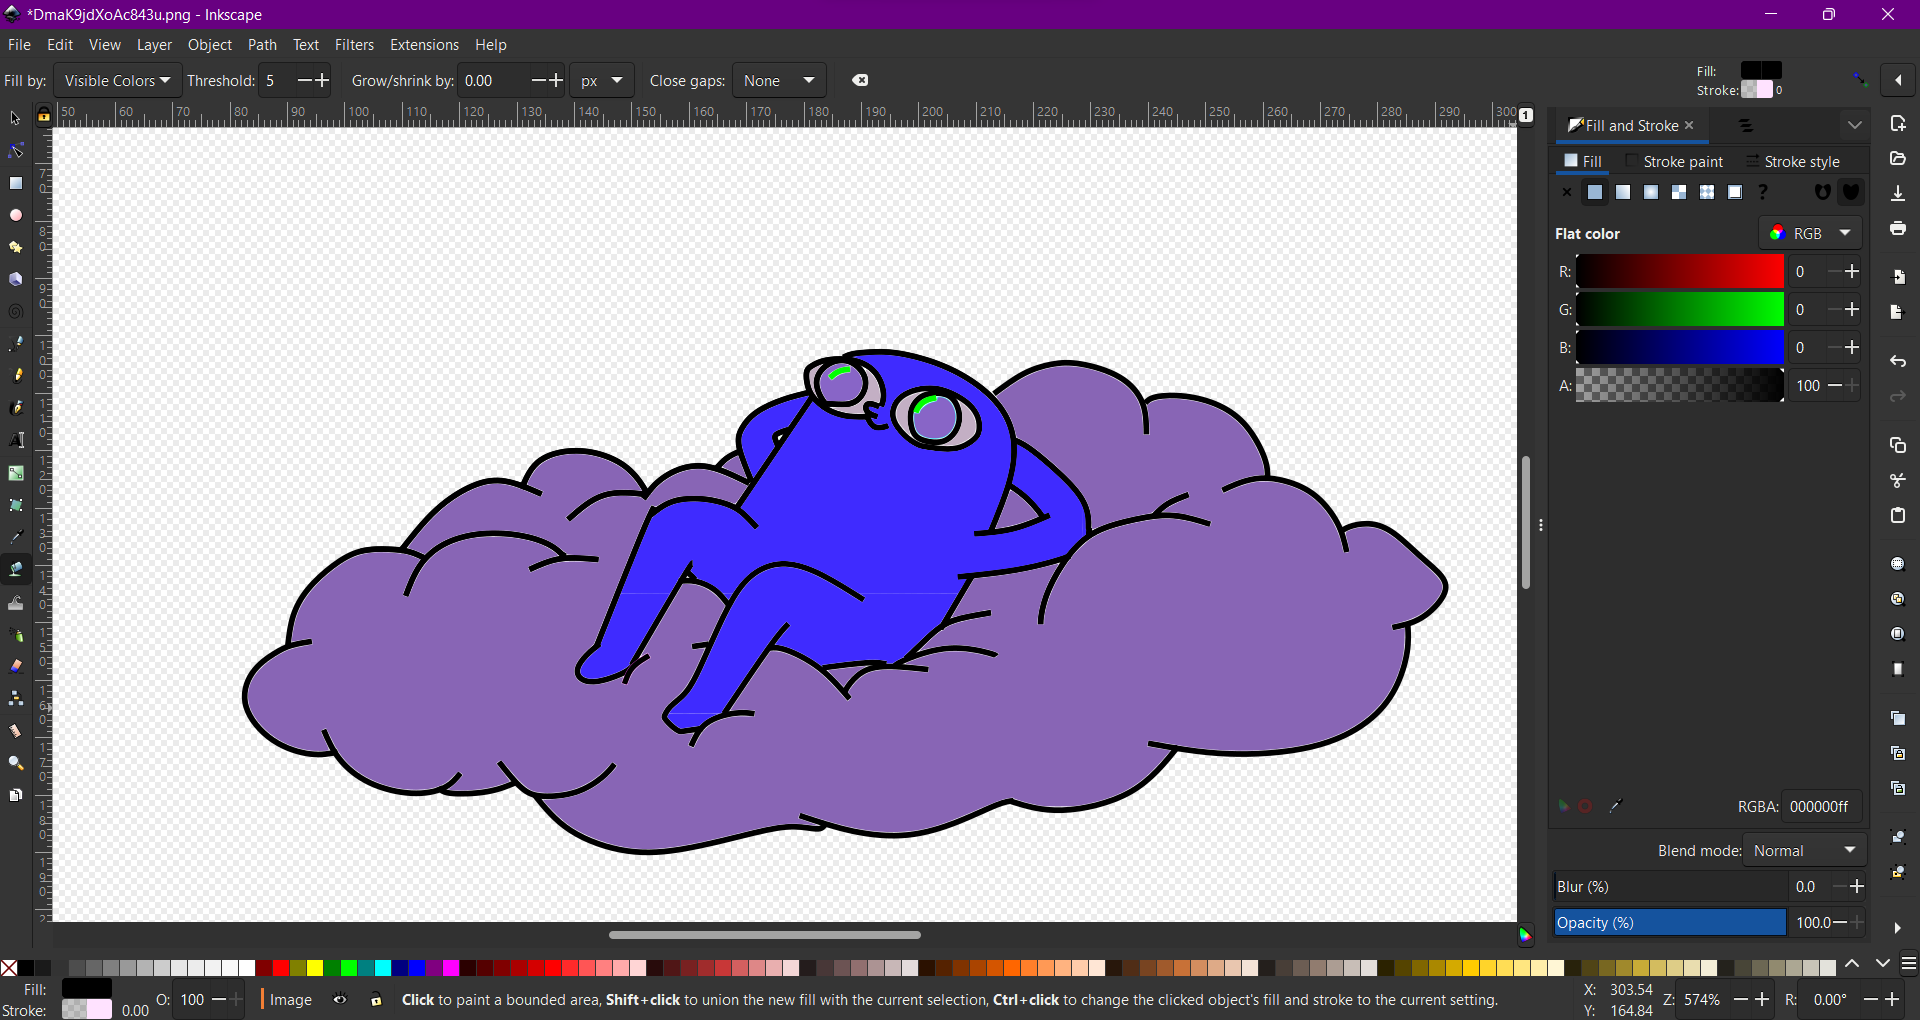 *DmaK9jdXoAc843u.png - Inkscape
File Edit View Layer Object Path Text Filters Extensions Help
Fill by: Visible Colors Threshold: 5 Grow/shrink by: 0.00 px Close gaps: None
Fill:
Stroke: 0
50 60 70 80 90 100 110 120 130 140 150 160 170 180 190 200 210 220 230 240 250 260 270 280 290 300
1
Fill and Stroke
Fill Stroke paint Stroke style
?
Flat color RGB
R: 0
G: 0
B: 0
A: 100
RGBA: 000000ff
Blend mode: Normal
Blur (%) 0.0
Opacity (%) 100.0
Fill:
Stroke: 0.00
O: 100
Image
Click to paint a bounded area, Shift+click to union the new fill with the current selection, Ctrl+click to change the clicked object's fill and stroke to the current setting.
X: 303.54
Y: 164.84
Z: 574%
R: 0.00°